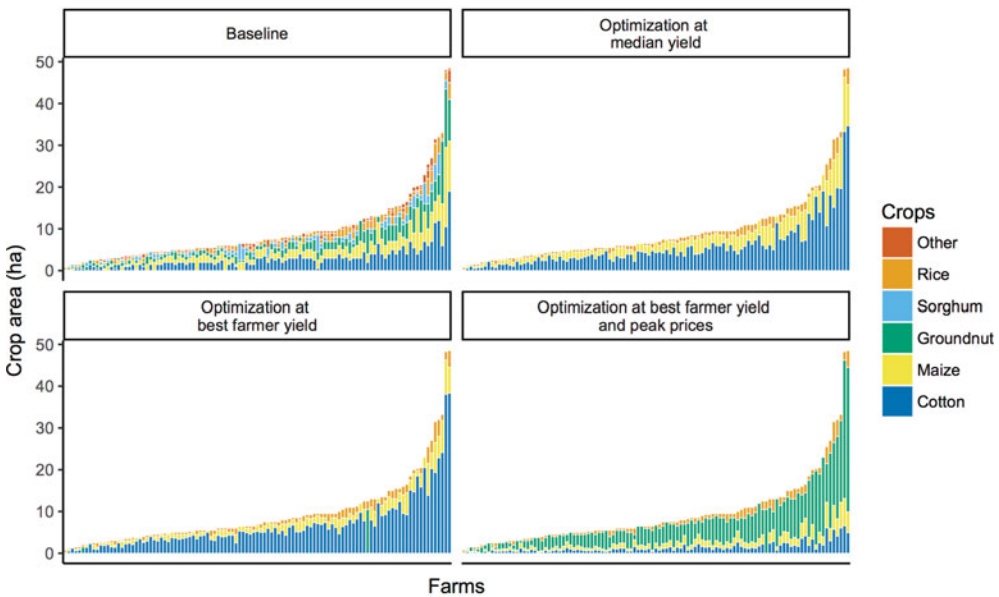 Baseline
Optimization at
median yield
Crop area (ha)
50
40
30
20
10
0
Optimization at
best farmer yield
Optimization at best farmer yield
and peak prices
50
40
30
20
10
0
Farms
Crops
Other
Rice
Sorghum
Groundnut
Maize
Cotton